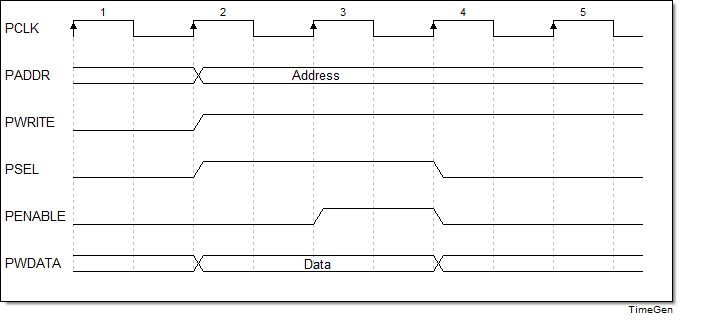 1 2 3 4 5
PCLK
PADDR Address
PWRITE
PSEL
PENABLE
PWDATA Data
TimeGen